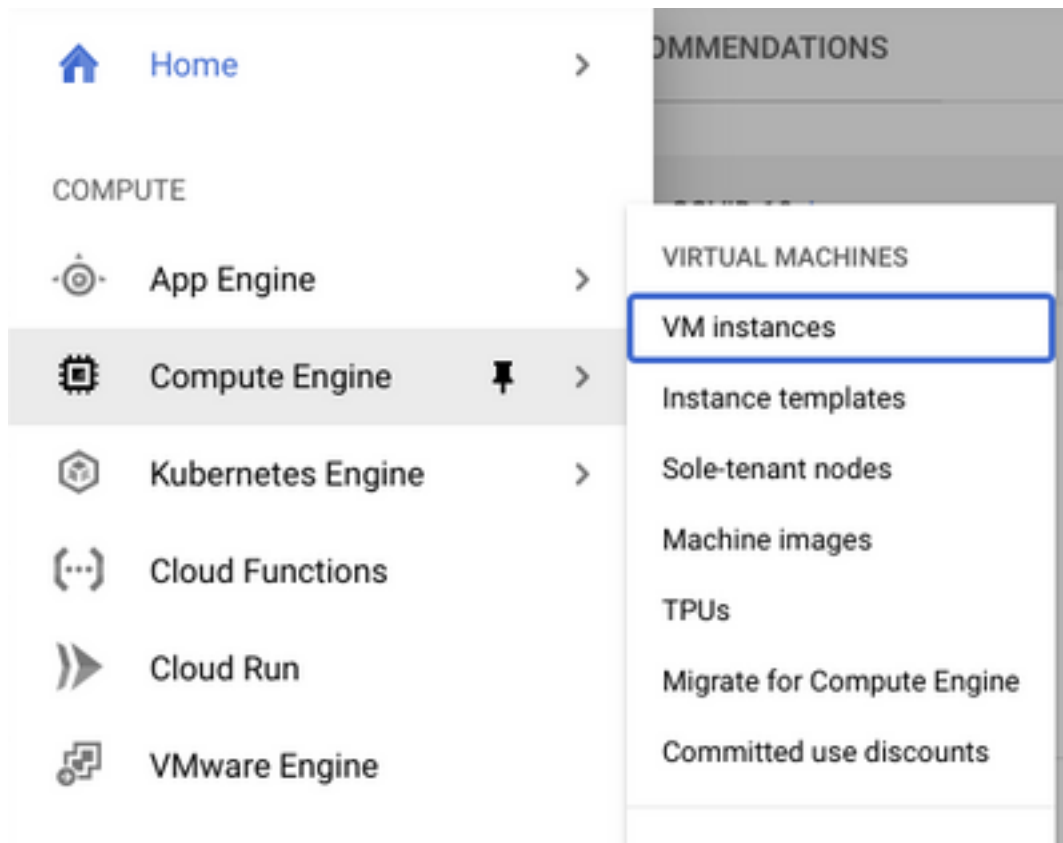 Home
OMMENDATIONS
COMPUTE
App Engine
Compute Engine
Kubernetes Engine
Cloud Functions
Cloud Run
VMware Engine
VIRTUAL MACHINES
VM instances
Instance templates
Sole-tenant nodes
Machine images
TPUs
Migrate for Compute Engine
Committed use discounts